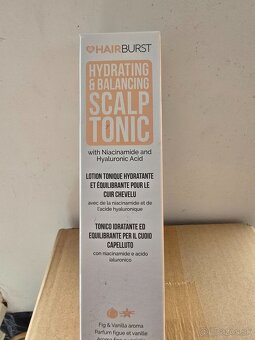 HAIRBURST
HYDRATING
& BALANCING
SCALP
TONIC
with Niacinamide and
Hyaluronic Acid
LOTION TONIQUE HYDRATANTE
ET ÉQUILIBRANTE POUR LE
CUIR CHEVELU
avec de la niacinamide et de
l'acide hyaluronique
TONICO IDRATANTE ED
EQUILIBRANTE PER IL CUOIO
CAPELLUTO
con niacinamide e acido
ialuronico
Fig & Vanilla aroma
Parfum figue et vanille